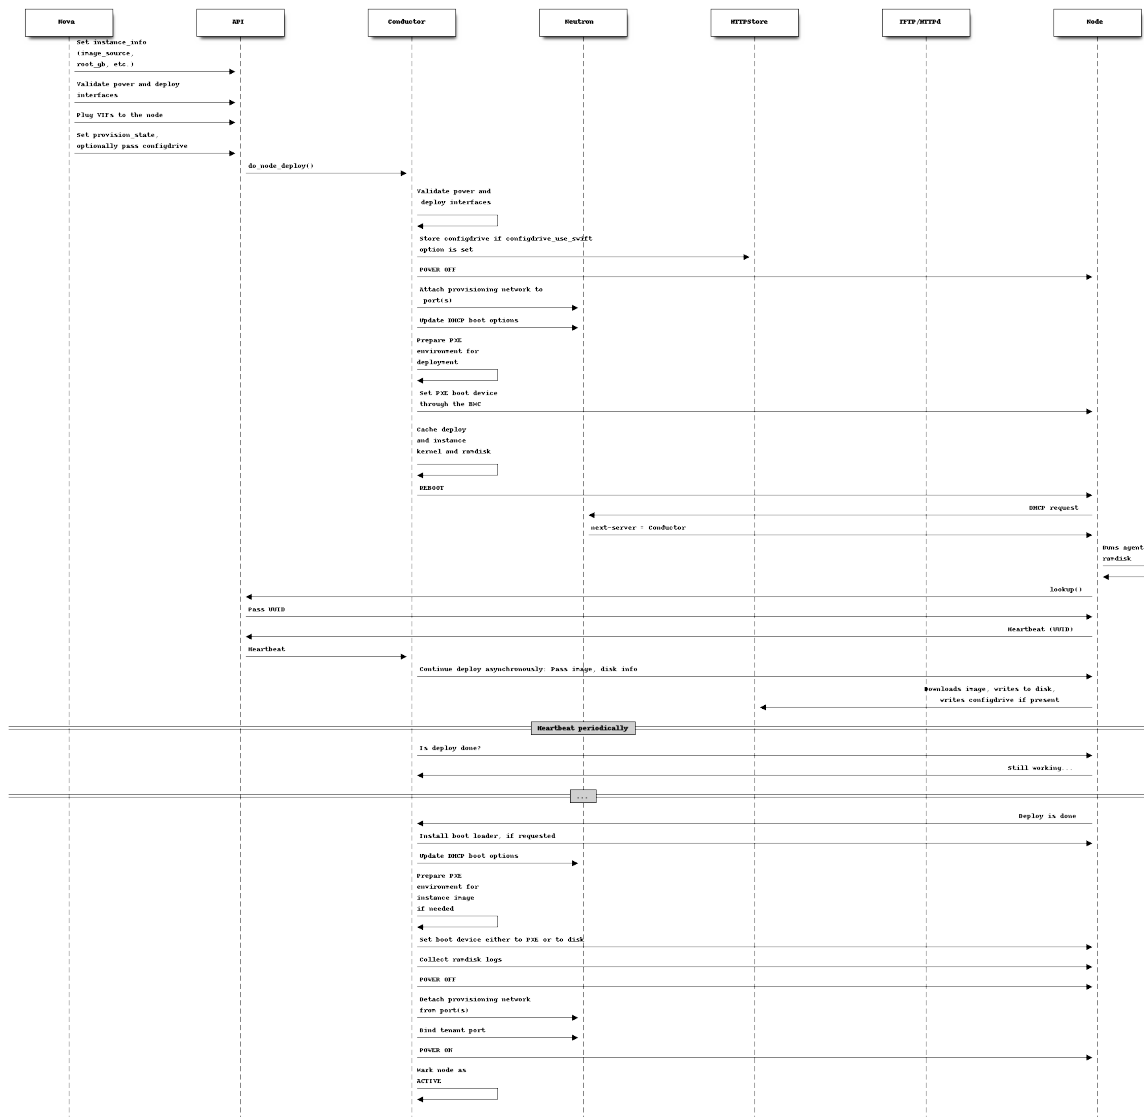 Nova
API
Conductor
Neutron
HTTPStore
TFTP/HTTPd
Node
Set instance_info
(image_source,
root_gb, etc.)
Validate power and deploy
interfaces
Plug VIFs to the node
Set provision_state,
optionally pass configdrive
do_node_deploy()
Validate power and
deploy interfaces
Store configdrive if configdrive_use_swift
option is set
POWER OFF
Attach provisioning network to
port(s)
Update DHCP boot options
Prepare PXE
environment for
deployment
Set PXE boot device
through the BMC
Cache deploy
and instance
kernel and ramdisk
REBOOT
DHCP request
next-server = Conductor
Runs agent
ramdisk
lookup()
Pass UUID
Heartbeat (UUID)
Heartbeat
Continue deploy asynchronously: Pass image, disk info
Downloads image, writes to disk,
writes configdrive if present
Heartbeat periodically
Is deploy done?
Still working...
...
Deploy is done
Install boot loader, if requested
Update DHCP boot options
Prepare PXE
environment for
instance image
if needed
Set boot device either to PXE or to disk
Collect ramdisk logs
POWER OFF
Detach provisioning network
from port(s)
Bind tenant port
POWER ON
Mark node as
ACTIVE